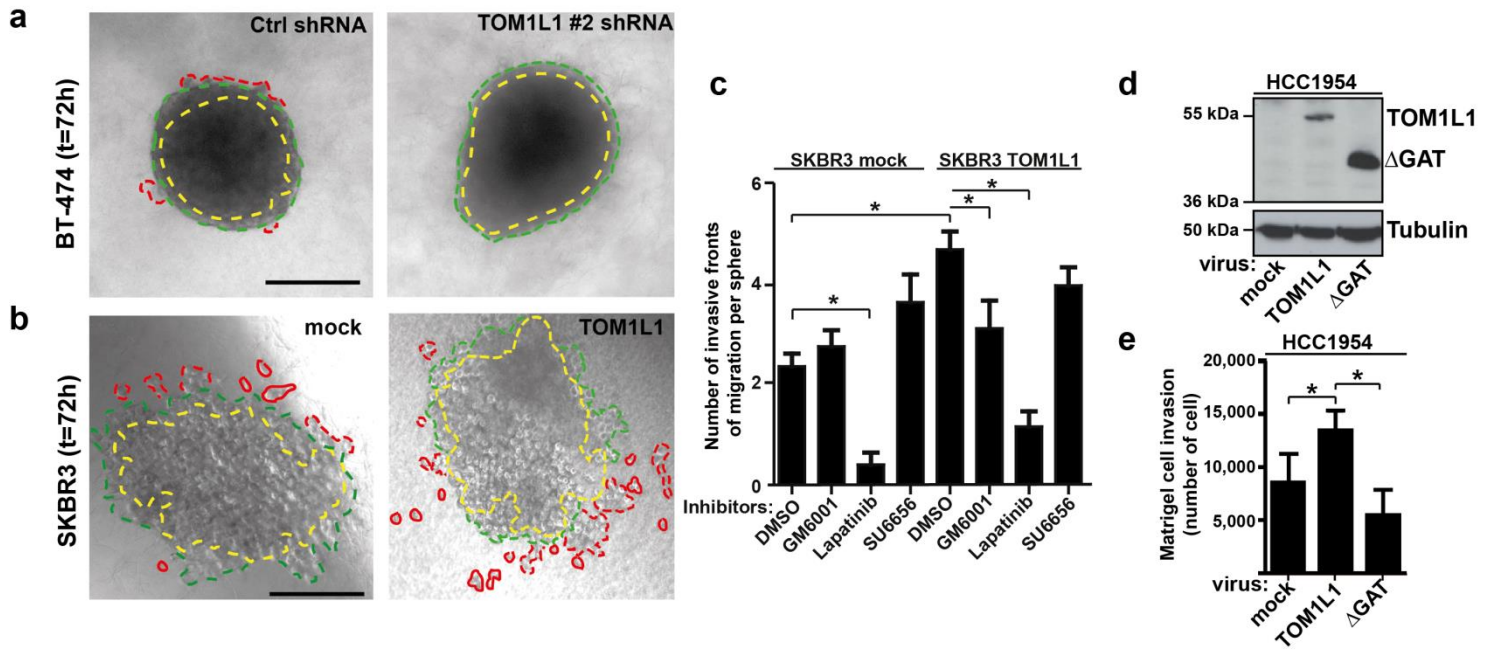 a
BT-474 (t=72h)
Ctrl shRNA
TOM1L1 #2 shRNA
b
SKBR3 (t=72h)
mock
TOM1L1
c
SKBR3 mock
SKBR3 TOM1L1
Number of invasive fronts
of migration per sphere
6
4
2
0
*
*
*
*
Inhibitors:
DMSO
GM6001
Lapatinib
SU6656
DMSO
GM6001
Lapatinib
SU6656
d
HCC1954
55 kDa
TOM1L1
ΔGAT
36 kDa
50 kDa
Tubulin
virus:
mock
TOM1L1
ΔGAT
e
HCC1954
Matrigel cell invasion
(number of cell)
20,000
15,000
10,000
5,000
*
*
virus:
mock
TOM1L1
ΔGAT